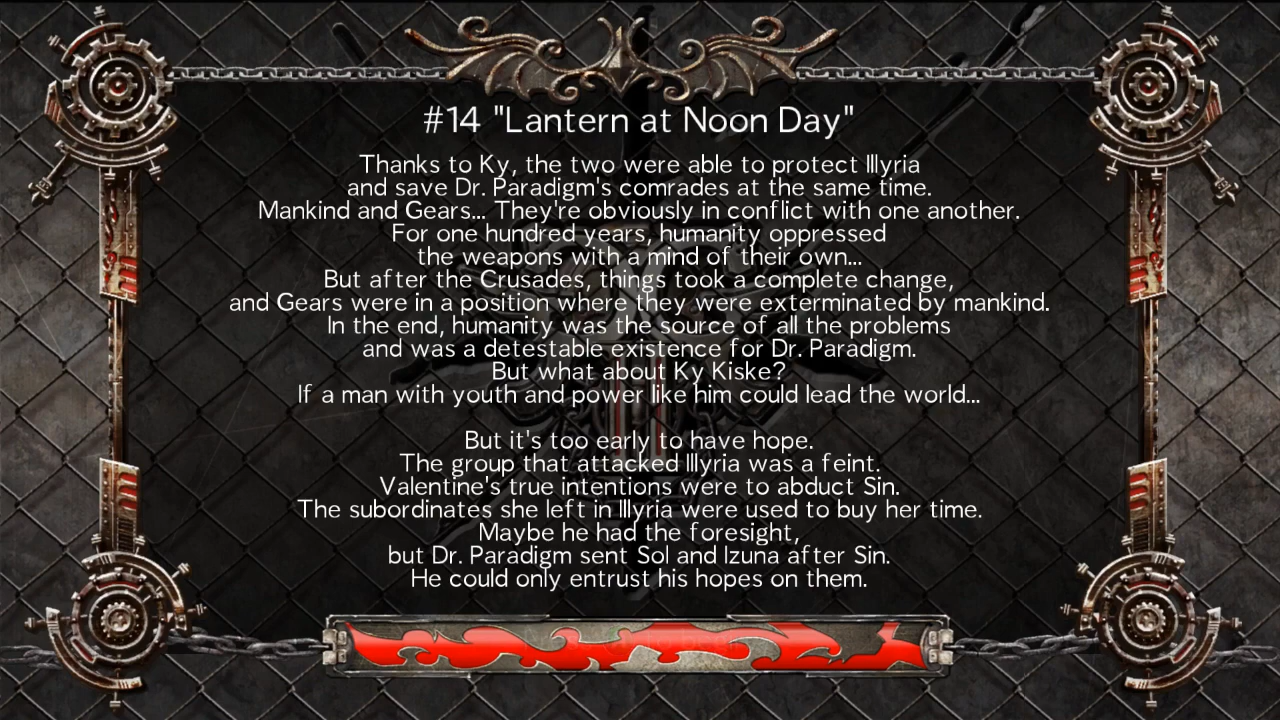 #14 "Lantern at Noon Day"
Thanks to Ky, the two were able to protect Illyria
and save Dr. Paradigm's comrades at the same time.
Mankind and Gears... They're obviously in conflict with one another.
For one hundred years, humanity oppressed
the weapons with a mind of their own...
But after the Crusades, things took a complete change,
and Gears were in a position where they were exterminated by mankind.
In the end, humanity was the source of all the problems
and was a detestable existence for Dr. Paradigm.
But what about Ky Kiske?
If a man with youth and power like him could lead the world...
But it's too early to have hope.
The group that attacked Illyria was a feint.
Valentine's true intentions were to abduct Sin.
The subordinates she left in Illyria were used to buy her time.
Maybe he had the foresight,
but Dr. Paradigm sent Sol and Izuna after Sin.
He could only entrust his hopes on them.